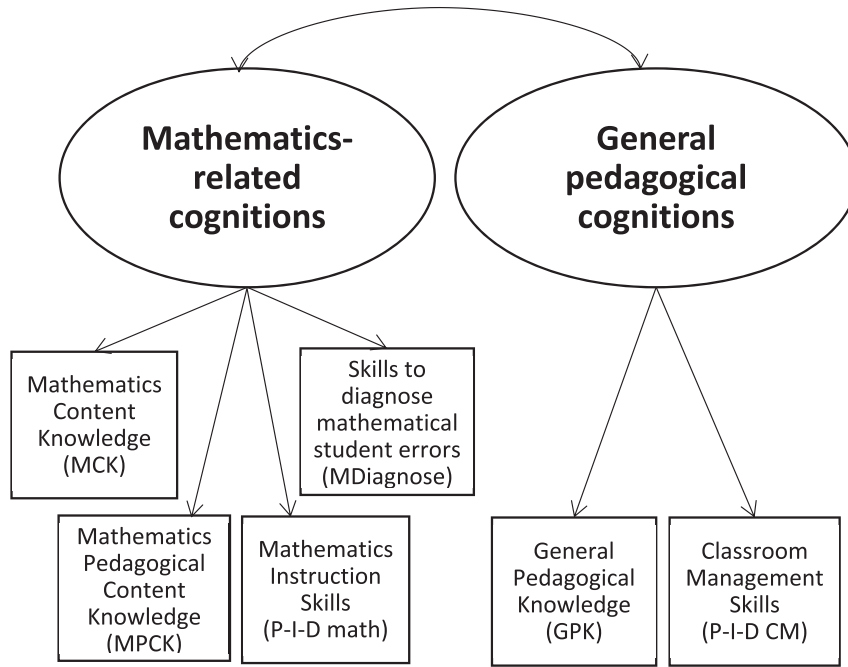 Mathematics-
related
cognitions
General
pedagogical
cognitions
Mathematics
Content
Knowledge
(MCK)
Skills to
diagnose
mathematical
student errors
(MDiagnose)
Mathematics
Pedagogical
Content
Knowledge
(MPCK)
Mathematics
Instruction
Skills
(P-I-D math)
General
Pedagogical
Knowledge
(GPK)
Classroom
Management
Skills
(P-I-D CM)